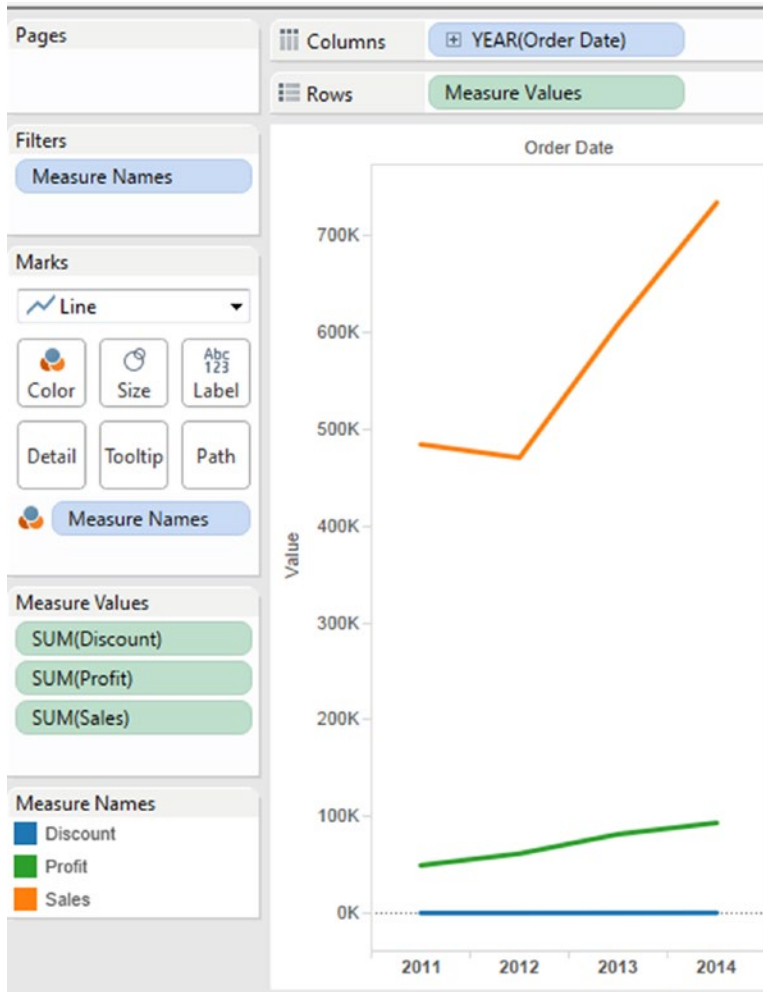 Pages
Columns
YEAR(Order Date)
Rows
Measure Values
Filters
Measure Names
Marks
Line
Color
Size
Abc
123
Label
Detail
Tooltip
Path
Measure Names
Measure Values
SUM(Discount)
SUM(Profit)
SUM(Sales)
Measure Names
Discount
Profit
Sales
Order Date
Value
700K
600K
500K
400K
300K
200K
100K
0K
2011 2012 2013 2014